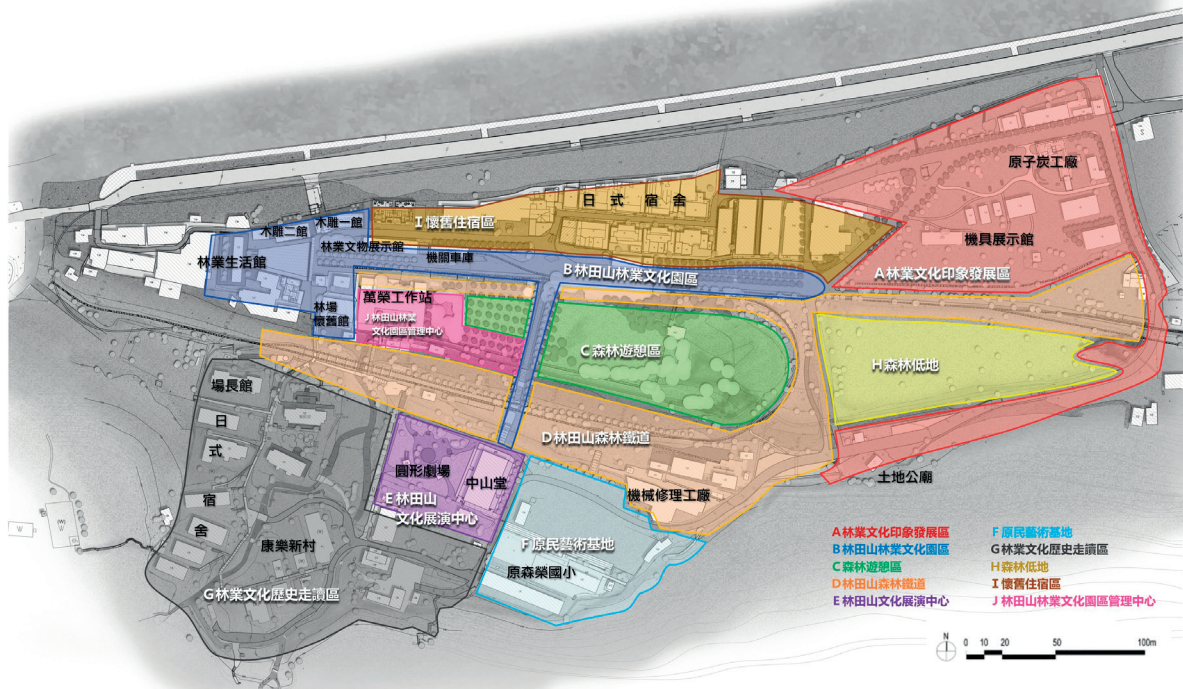 原子炭工廠
日式宿舍
I 懷舊住宿區
木雕一館
木雕二館
林業文物展示館
機關車庫
機具展示館
林業生活館
B 林田山林業文化園區
A 林業文化印象發展區
萬榮工作站
林場
懷舊館
J 林田山林業
文化園區管理中心
C 森林遊憩區
H 森林低地
場長館
日式宿舍
D 林田山森林鐵道
圓形劇場
中山堂
E 林田山
文化展演中心
土地公廟
機械修理工廠
康樂新村
F 原民藝術基地
原森榮國小
G 林業文化歷史走讀區
A 林業文化印象發展區
B 林田山林業文化園區
C 森林遊憩區
D 林田山森林鐵道
E 林田山文化展演中心
F 原民藝術基地
G 林業文化歷史走讀區
H 森林低地
I 懷舊住宿區
J 林田山林業文化園區管理中心
N
0 10 20 50 100m